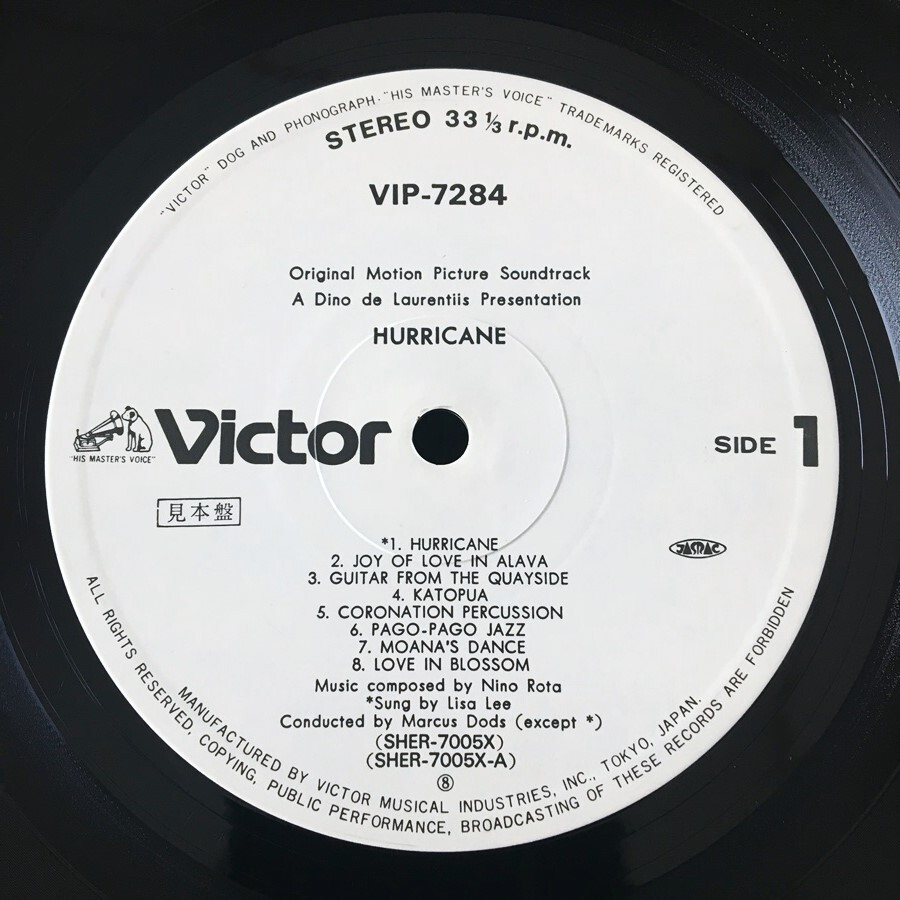 "VICTOR" DOG AND PHONOGRAPH· "HIS MASTER'S VOICE" TRADEMARKS REGISTERED
STEREO 33 ⅓ r.p.m.
VIP-7284
Original Motion Picture Soundtrack
A Dino de Laurentiis Presentation
HURRICANE
Victor
"HIS MASTER'S VOICE"
SIDE 1
見本盤
JASRAC
*1. HURRICANE
2. JOY OF LOVE IN ALAVA
3. GUITAR FROM THE QUAYSIDE
4. KATOPUA
5. CORONATION PERCUSSION
6. PAGO-PAGO JAZZ
7. MOANA'S DANCE
8. LOVE IN BLOSSOM
Music composed by Nino Rota
*Sung by Lisa Lee
Conducted by Marcus Dods (except *)
(SHER-7005X)
(SHER-7005X-A)
⑧
MANUFACTURED BY VICTOR MUSICAL INDUSTRIES, INC., TOKYO, JAPAN.
ALL RIGHTS RESERVED, COPYING, PUBLIC PERFORMANCE, BROADCASTING OF THESE RECORDS ARE FORBIDDEN